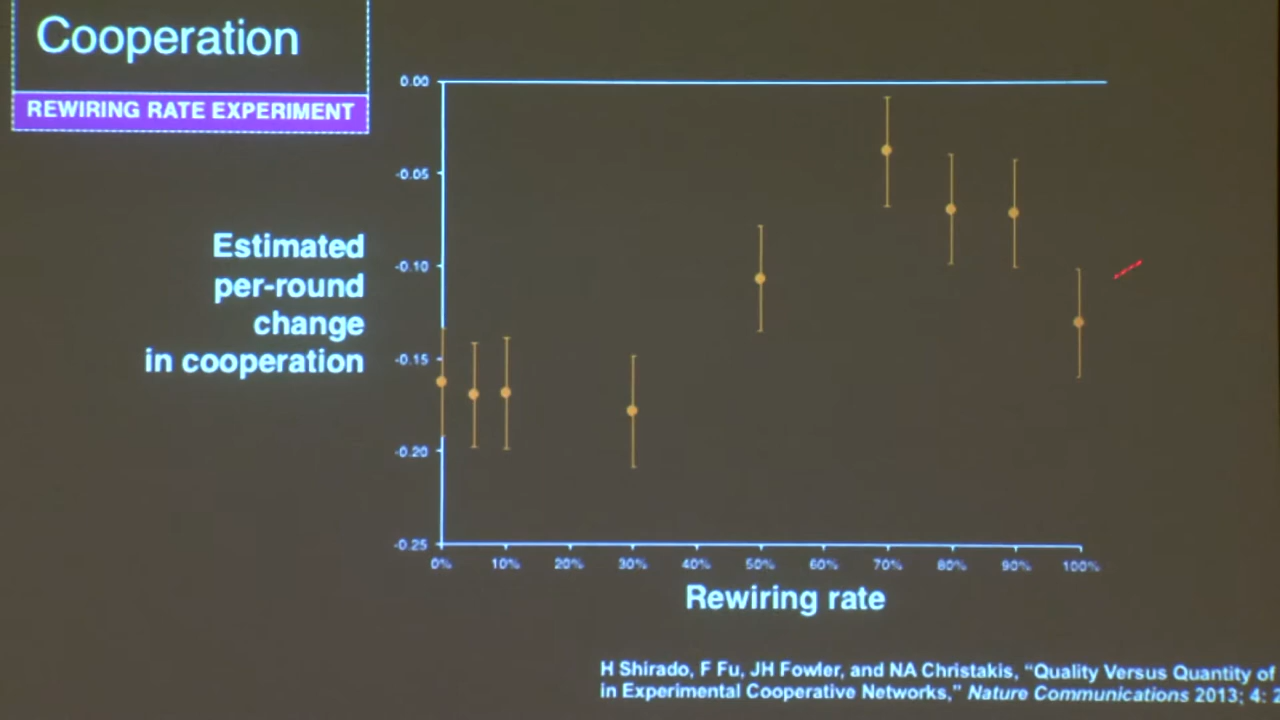 Cooperation
REWIRING RATE EXPERIMENT
Estimated
per-round
change
in cooperation
0.00
-0.05
-0.10
-0.15
-0.20
-0.25
0%
10%
20%
30%
40%
50%
60%
70%
80%
90%
100%
Rewiring rate
H Shirado, F Fu, JH Fowler, and NA Christakis, “Quality Versus Quantity of
in Experimental Cooperative Networks,” Nature Communications 2013; 4: